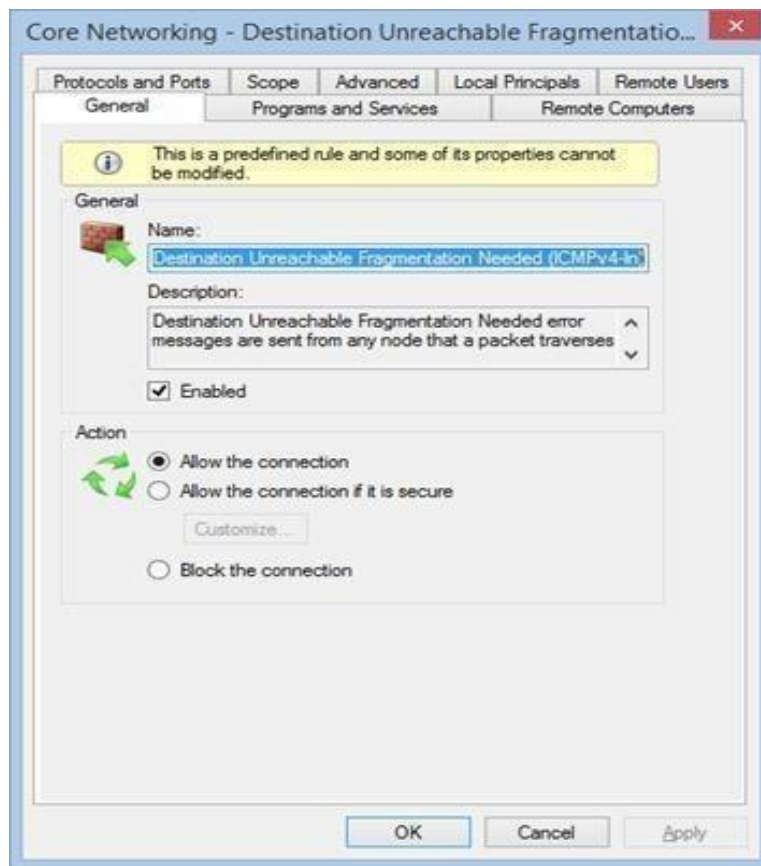 Core Networking - Destination Unreachable Fragmentatio...
Protocols and Ports Scope Advanced Local Principals Remote Users
General Programs and Services Remote Computers
This is a predefined rule and some of its properties cannot
be modified.
General
Name:
Destination Unreachable Fragmentation Needed (ICMPv4-In
Description:
Destination Unreachable Fragmentation Needed error
messages are sent from any node that a packet traverses
Enabled
Action
Allow the connection
Allow the connection if it is secure
Customize...
Block the connection
OK Cancel Apply